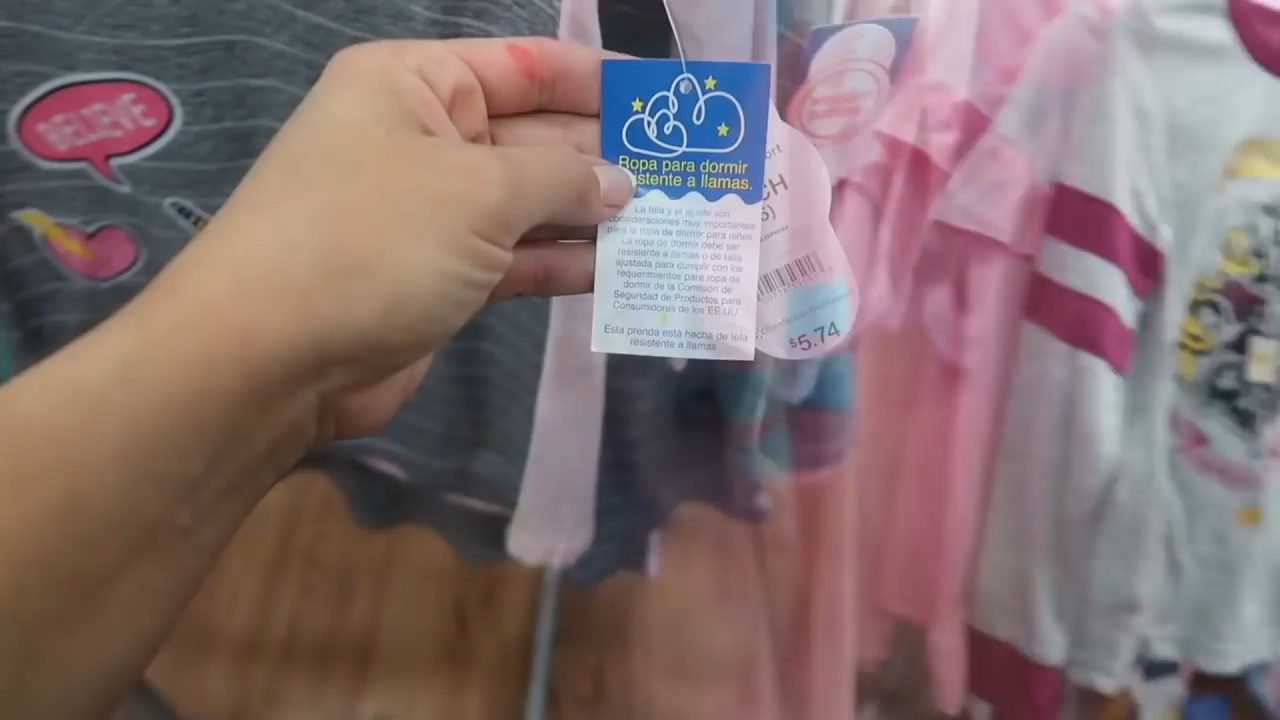 BELIEVE
Ropa para dormir
istente a llamas.
La tela y el ajuste son
consideraciones muy importantes
para la ropa de dormir para niños.
La ropa de dormir debe ser
resistente a llamas o de talla
ajustada para cumplir con los
requerimientos para ropa de
dormir de la Comisión de
Seguridad de Productos para
Consumidores de los EE.UU.
Esta prenda está hecha de tela
resistente a llamas
ort
CH
$5.74